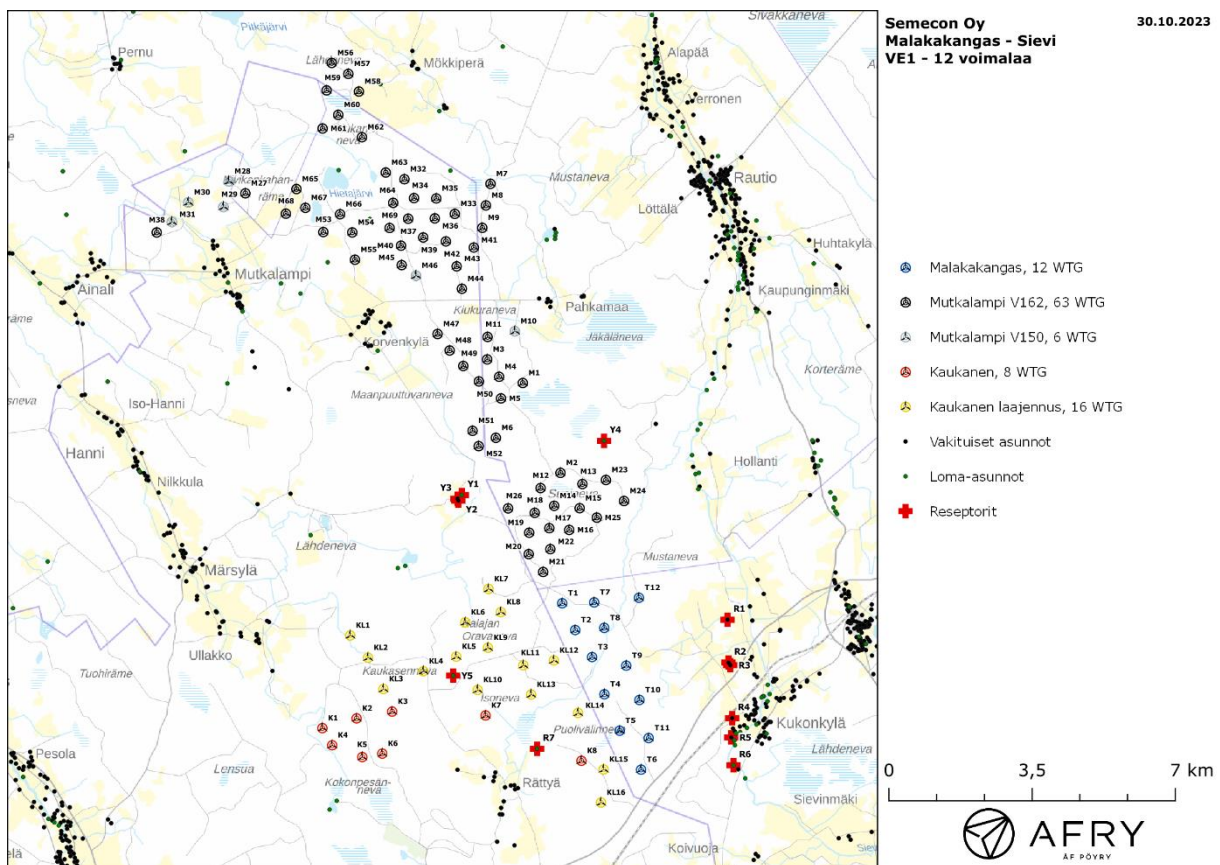 Semecon Oy
Malakakangas - Sievi
VE1 - 12 voimalaa
30.10.2023
Malakakangas, 12 WTG
Mutkalampi V162, 63 WTG
Mutkalampi V150, 6 WTG
Kaukanen, 8 WTG
Kaukanen laajennus, 16 WTG
Vakituiset asunnot
Loma-asunnot
Reseptorit
0
3,5
7 km
AFRY
ÅF PÖYRY
Pilkäjärvi
Sivakkaneva
Pernu
M56
Lähdeneva
M57
Mökkiperä
Alapää
M59
M58
Verronen
M60
M61
M62
M63
M32
Mustaneva
Rautio
M28
M27
M65
M7
M30
M29
Hietajärvi
M64
M34
M35
M8
Löttälä
M31
M38
M68
M67
M66
M69
M33
M9
M53
M54
M37
M36
Huhtakylä
M40
M39
M42
M41
Mutkalampi
M55
M45
M46
M43
Ainali
M44
Kaupunginmäki
Kiukuraneva
Pahkamaa
M47
M11
M10
Jäkäläneva
Korvenkylä
M48
M3
M49
M4
M1
Korteräme
Maanpuuttuvanneva
M50
M5
Iso-Hanni
M51
M6
Y4
Hanni
M52
Hollanti
Nilkkula
M2
M12
M13
M23
Y3
Y1
Y2
M26
M18
M14
M15
M24
M19
M17
M16
M25
Lähdeneva
M20
M22
Mustaneva
Märsylä
M21
KL7
T1
T7
T12
KL6
KL8
R1
KL1
T2
T8
Ullakko
KL2
KL9
KL5
T3
R2
R3
Tuohiräme
Kaukasenneva
KL4
Y5
KL11
KL12
T9
KL3
KL10
Isoneva
KL13
T4
T10
K1
K2
K3
K7
KL14
R4
Kukonkylä
K4
Puolivälinneva
T5
T11
R5
Pesola
K5
K6
R7
K8
Lähdeneva
Lensua
KL15
T6
R6
Kokonpesän-
neva
Rättyä
KL16
Sievinmäki
Koivuoja